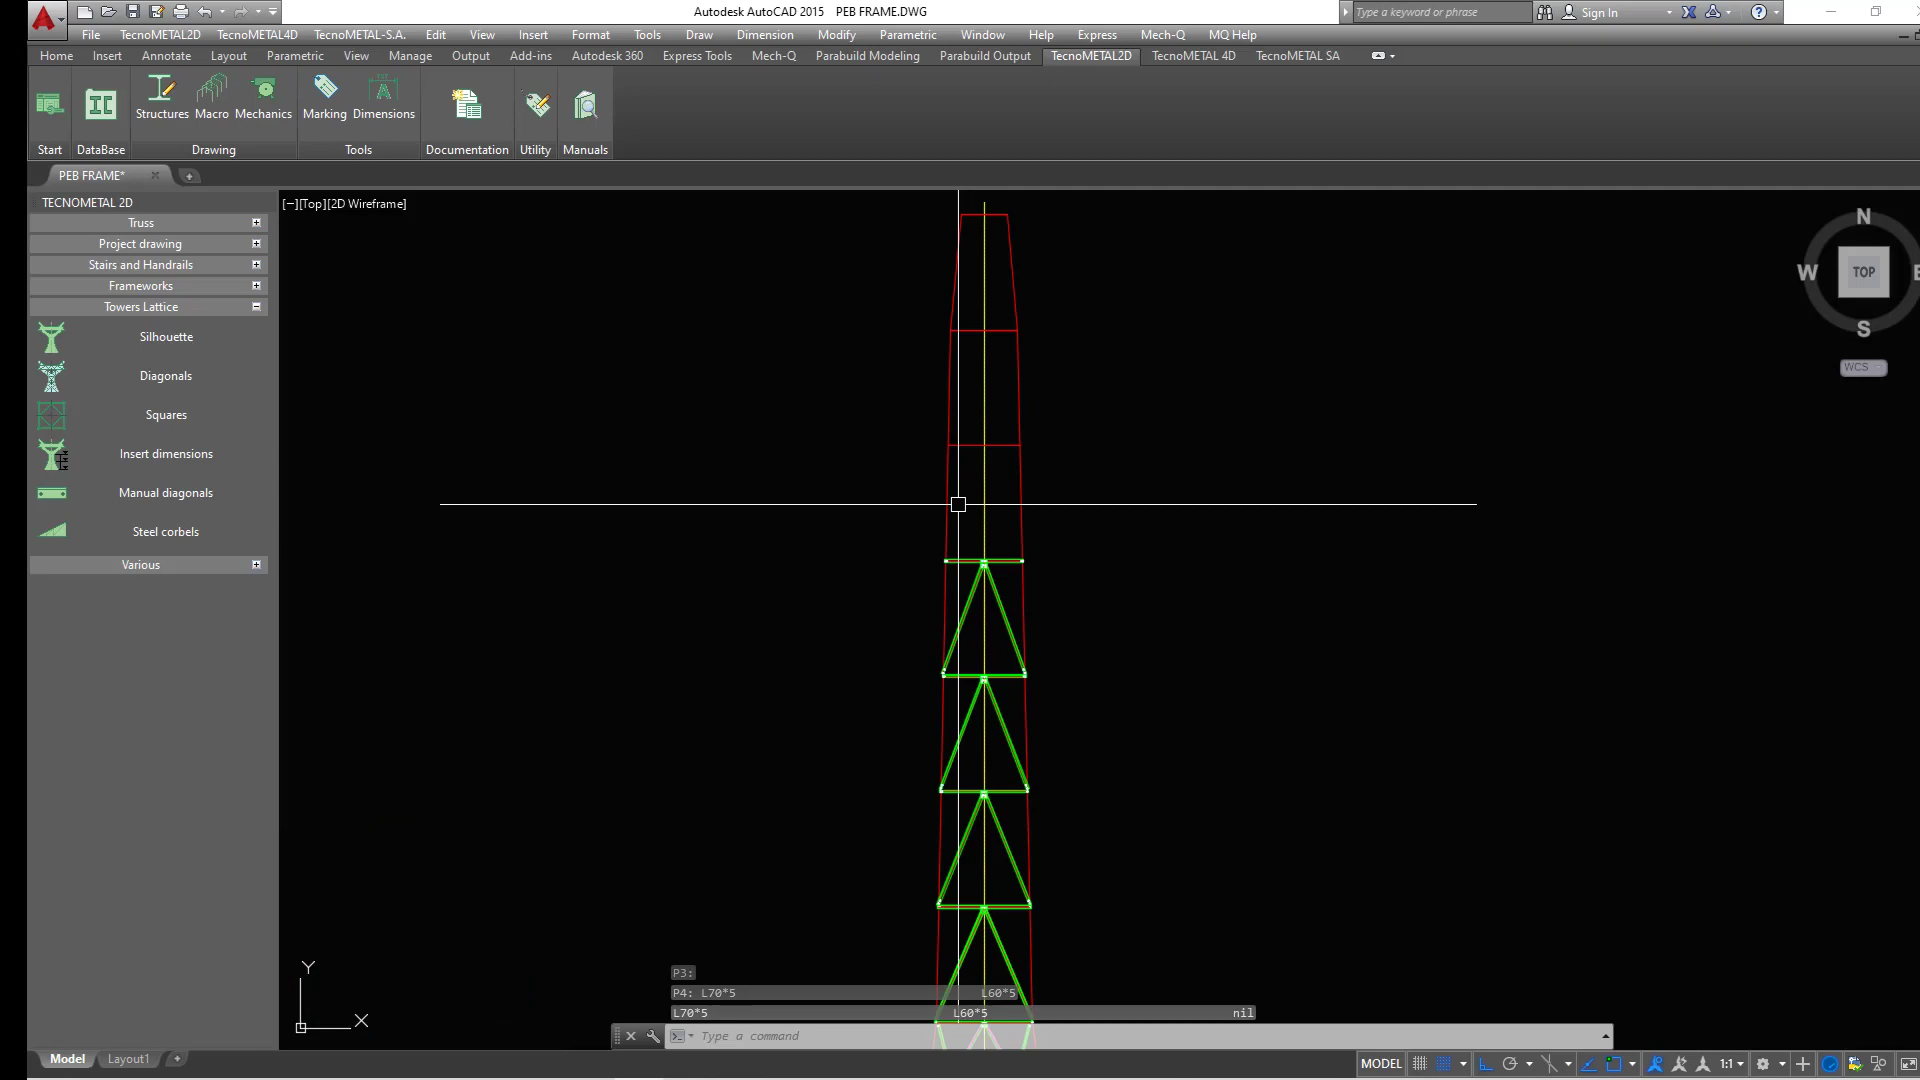 Autodesk AutoCAD 2015 PEB FRAME.DWG
Type a keyword or phrase
Sign In
File TecnoMETAL2D TecnoMETAL4D TecnoMETAL-S.A. Edit View Insert Format Tools Draw Dimension Modify Parametric Window Help Express Mech-Q MQ Help
Home Insert Annotate Layout Parametric View Manage Output Add-ins Autodesk 360 Express Tools Mech-Q Parabuild Modeling Parabuild Output TecnoMETAL2D TecnoMETAL 4D TecnoMETAL SA
Structures Macro Mechanics Marking Dimensions
Start DataBase Drawing Tools Documentation Utility Manuals
PEB FRAME*
TECNOMETAL 2D
[−][Top][2D Wireframe]
Truss
Project drawing
Stairs and Handrails
Frameworks
Towers Lattice
Silhouette
Diagonals
Squares
Insert dimensions
Manual diagonals
Steel corbels
Various
N
W TOP E
S
WCS
Y
X
P3:
P4: L70*5 L60*5
L70*5 L60*5 nil
Type a command
Model Layout1
MODEL 1:1